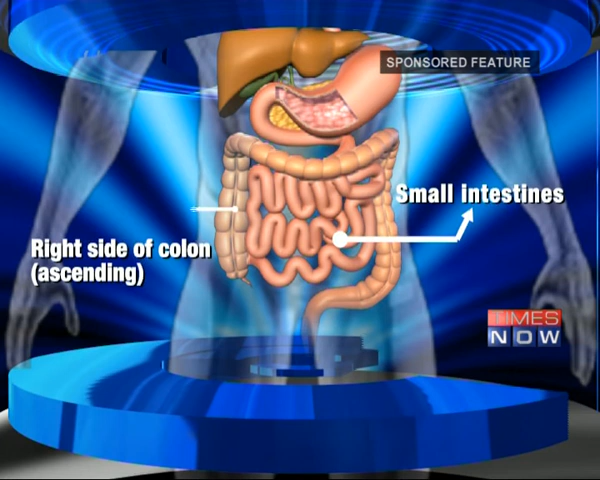 SPONSORED FEATURE
Small intestines
Right side of colon
(ascending)
TIMES
NOW